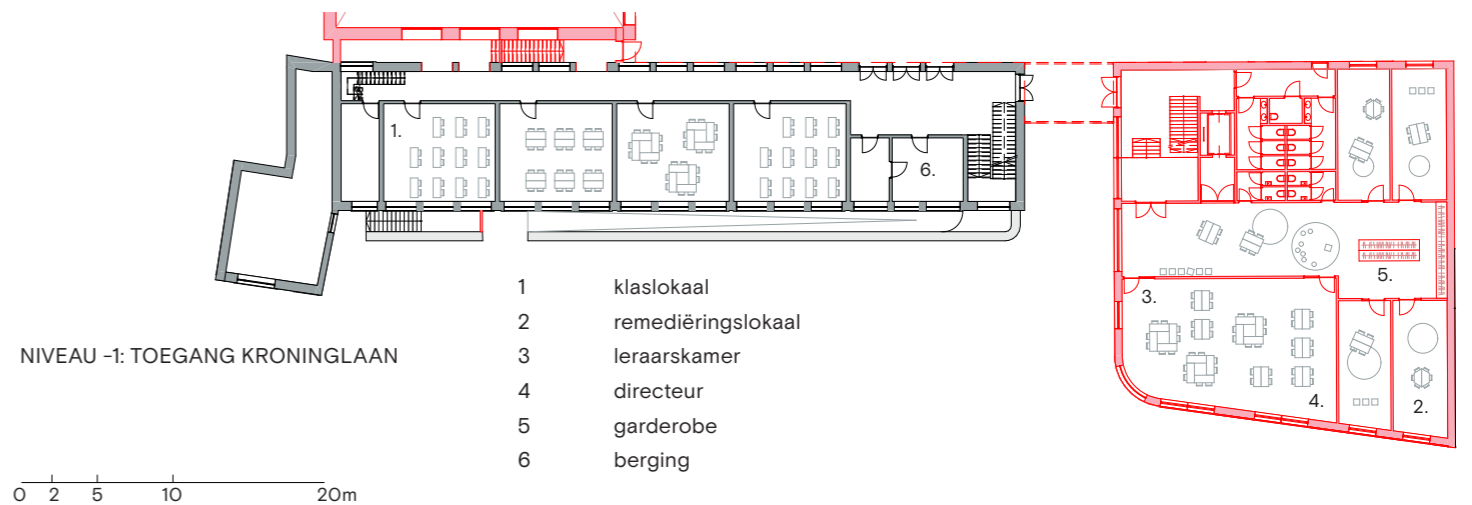 1.
6.
5.
3.
4.
2.
1 klaslokaal
2 remediëringslokaal
3 leraarskamer
4 directeur
5 garderobe
6 berging
NIVEAU -1: TOEGANG KRONINGLAAN
0 2 5 10 20m